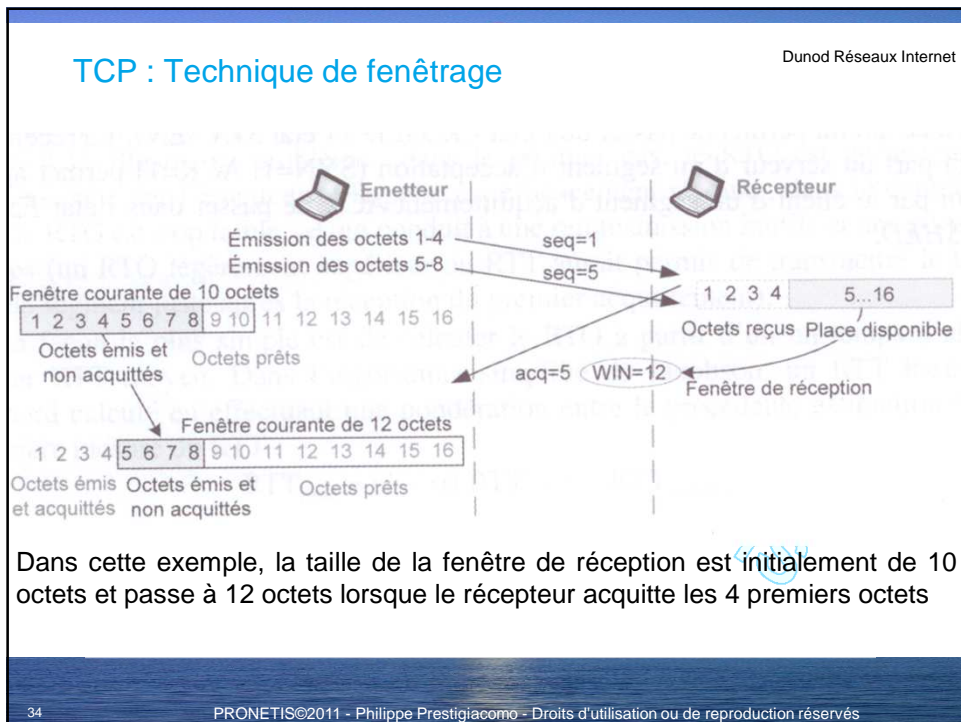 TCP : Technique de fenêtrage
Dunod Réseaux Internet
Emetteur
Récepteur
Émission des octets 1-4
seq=1
Émission des octets 5-8
seq=5
Fenêtre courante de 10 octets
1 2 3 4 5 6 7 8 9 10 11 12 13 14 15 16
1 2 3 4 5...16
Octets émis et non acquittés
Octets prêts
Octets reçus
Place disponible
acq=5
WIN=12
Fenêtre de réception
Fenêtre courante de 12 octets
1 2 3 4 5 6 7 8 9 10 11 12 13 14 15 16
Octets émis et acquittés
Octets émis et non acquittés
Octets prêts
Dans cette exemple, la taille de la fenêtre de réception est initialement de 10
octets et passe à 12 octets lorsque le récepteur acquitte les 4 premiers octets
34
PRONETIS©2011 - Philippe Prestigiacomo - Droits d'utilisation ou de reproduction réservés